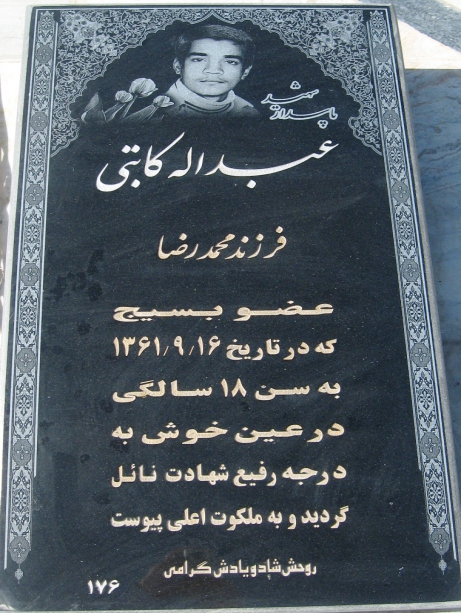 شهید
پاسدار
عبداله کابتی
فرزند محمدرضا
عضو بسیج
که در تاریخ ۱۳۶۱/۹/۱۶
به سن ۱۸ سالگی
در عین خوش به
درجه رفیع شهادت نائل
گردید و به ملکوت اعلی پیوست
روحش شاد و یادش گرامی
۱۷۶